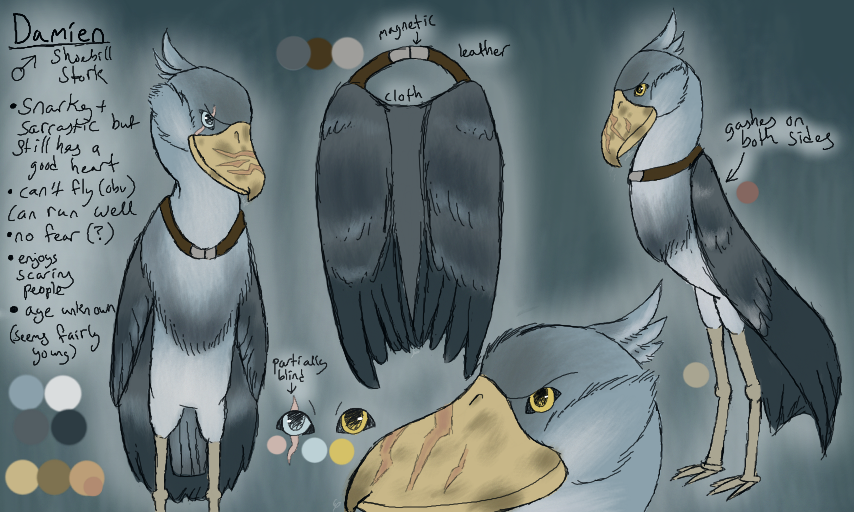 Damien
♂ Shoebill
Stork
• Snarky +
sarcastic but
still has a
good heart
• can't fly (obv)
can run well
• no fear (?)
• enjoys
scaring
people
• age unknown
(seems fairly
young)
magnetic
leather
cloth
gashes on
both sides
partially
blind